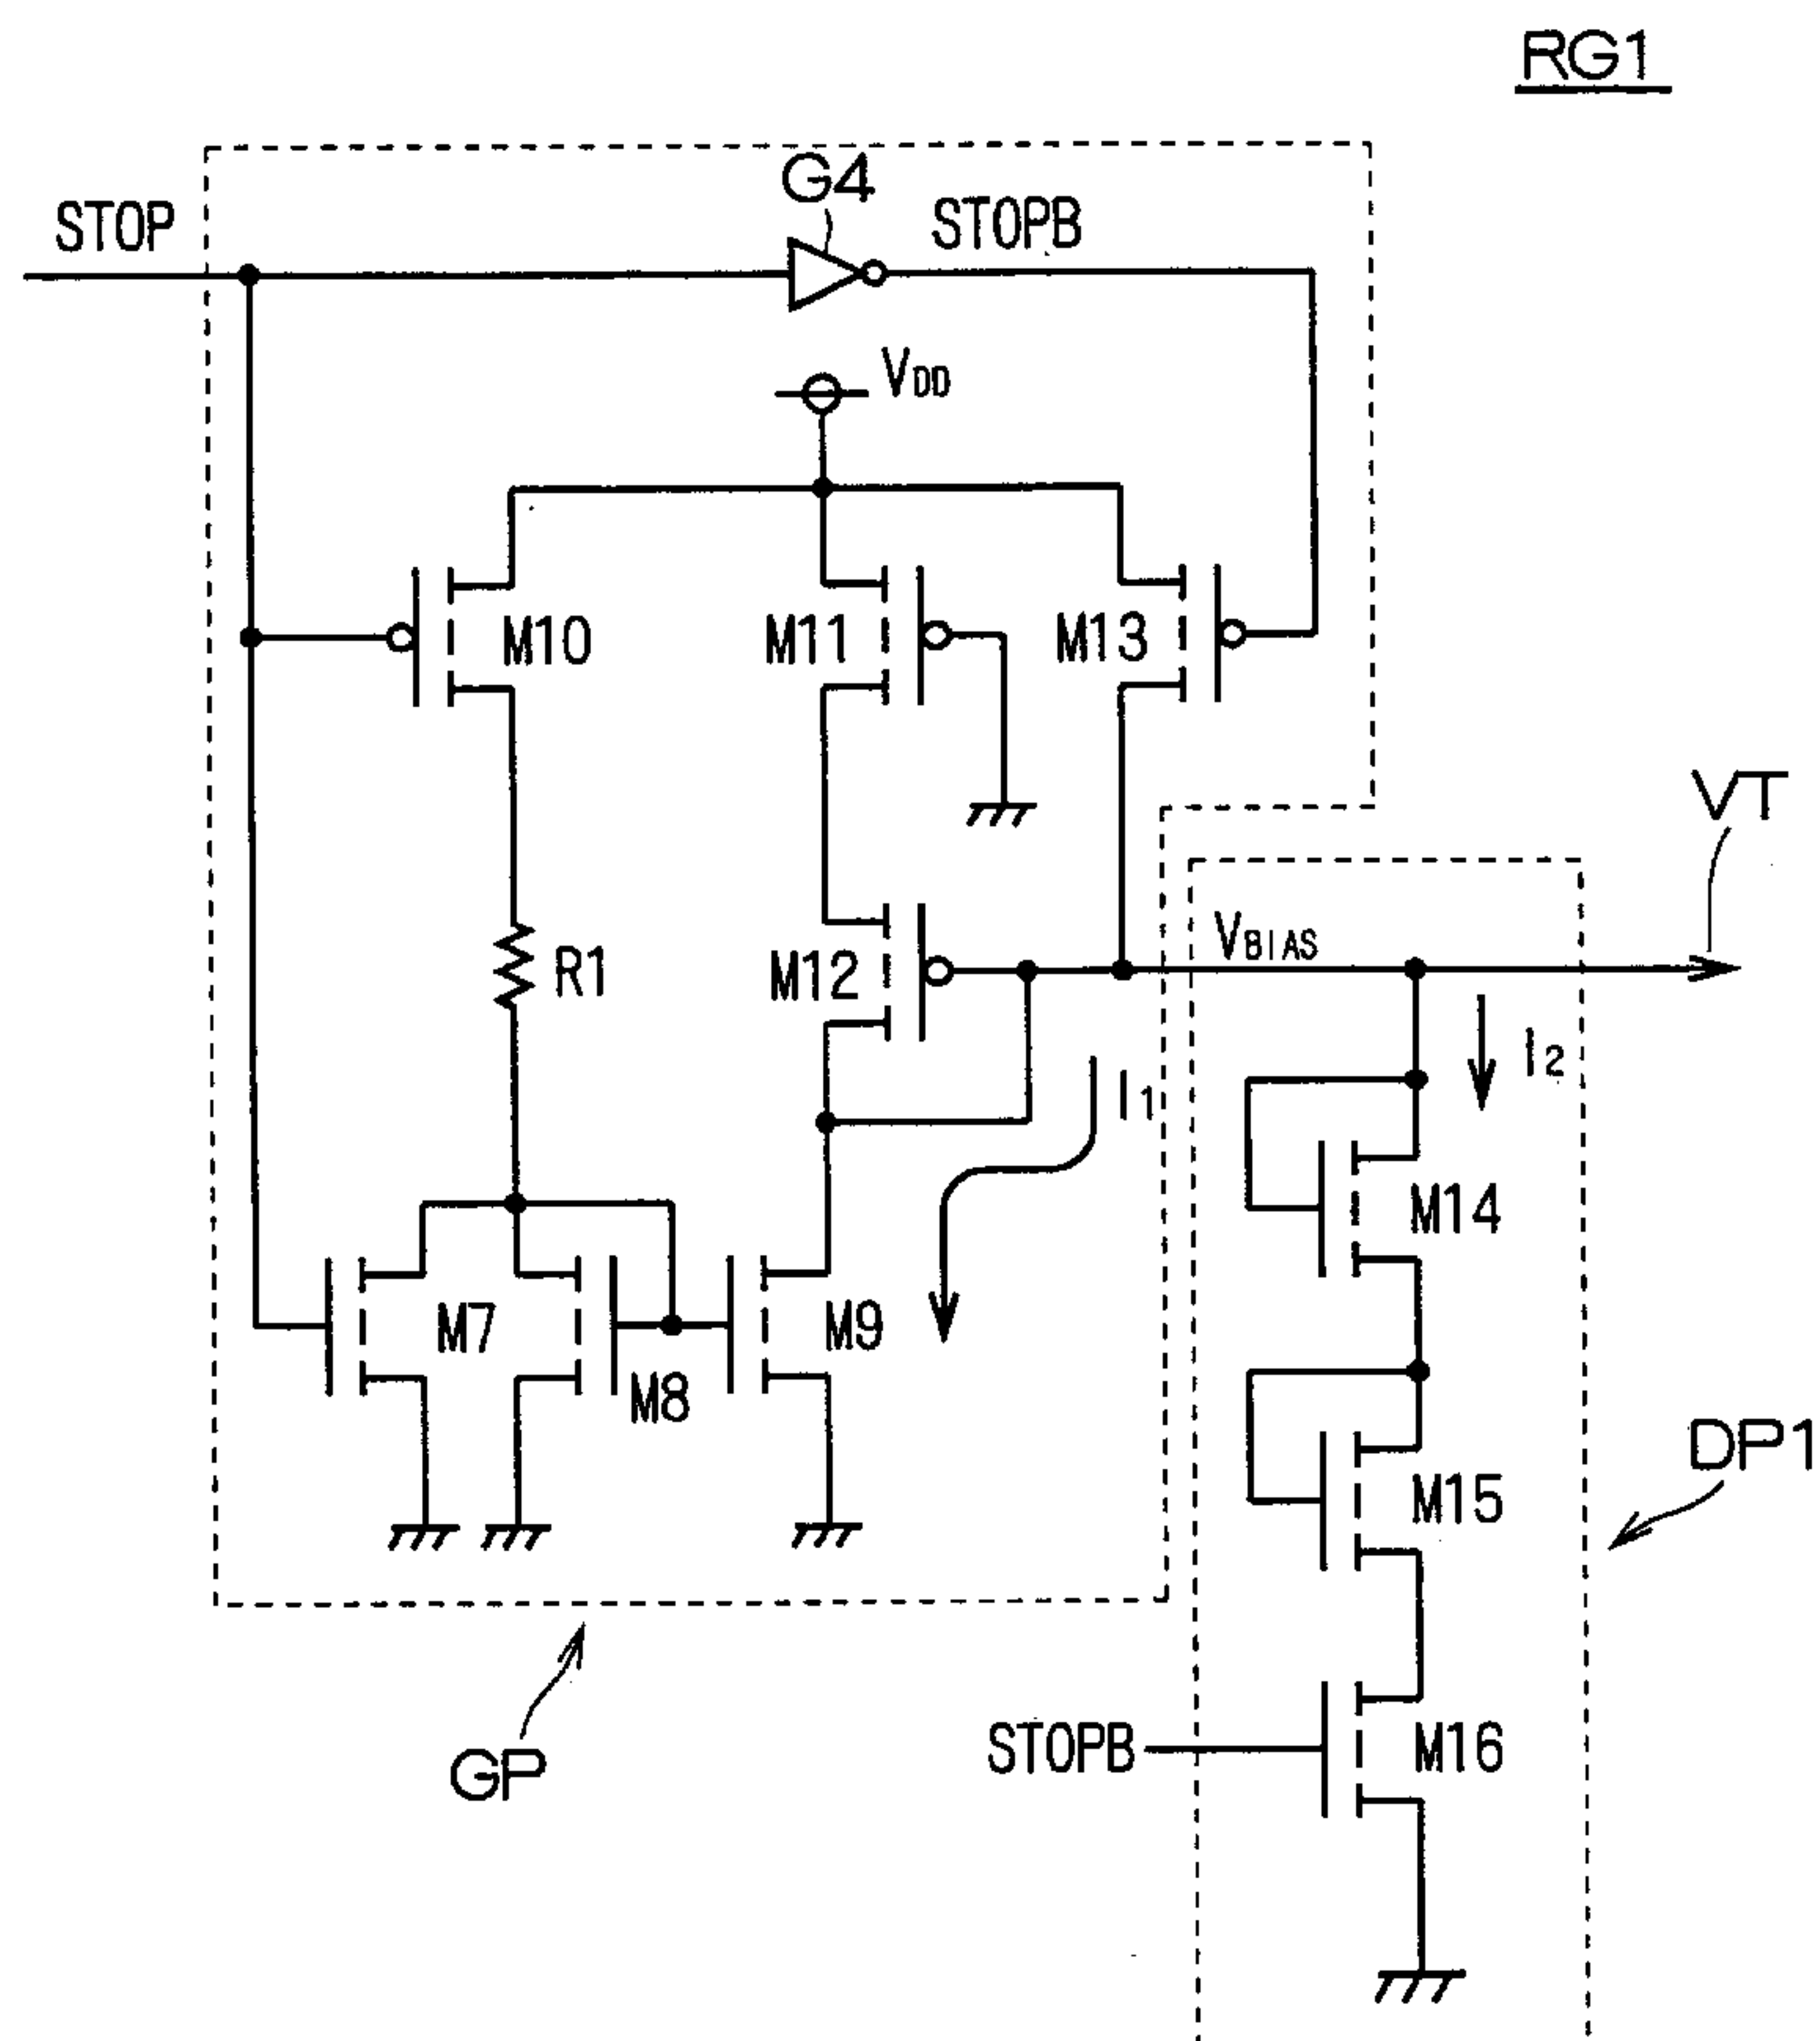 RG1
G4
STOP
STOPB
VDD
M10
M11
M13
VT
VBIAS
R1
M12
I2
I1
M14
M7
M9
M8
DP1
M15
STOPB
M16
GP